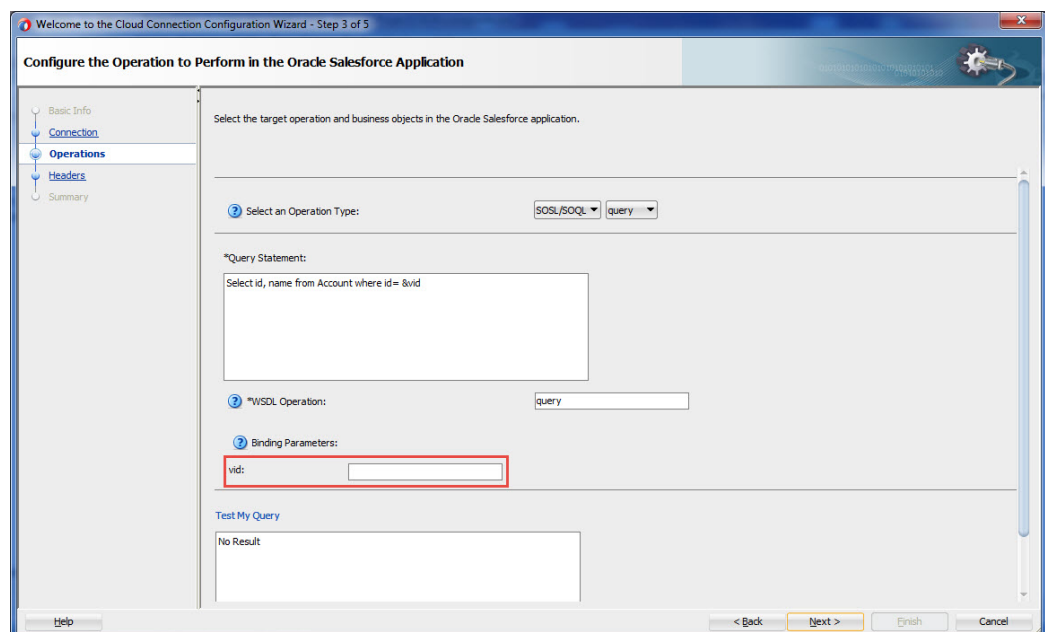 Welcome to the Cloud Connection Configuration Wizard - Step 3 of 5
Configure the Operation to Perform in the Oracle Salesforce Application
Basic Info
Connection
Operations
Headers
Summary
Select the target operation and business objects in the Oracle Salesforce application.
Select an Operation Type: SOSL/SOQL query
*Query Statement:
Select id, name from Account where id= &vid
*WSDL Operation: query
Binding Parameters:
vid:
Test My Query
No Result
Help < Back Next > Finish Cancel